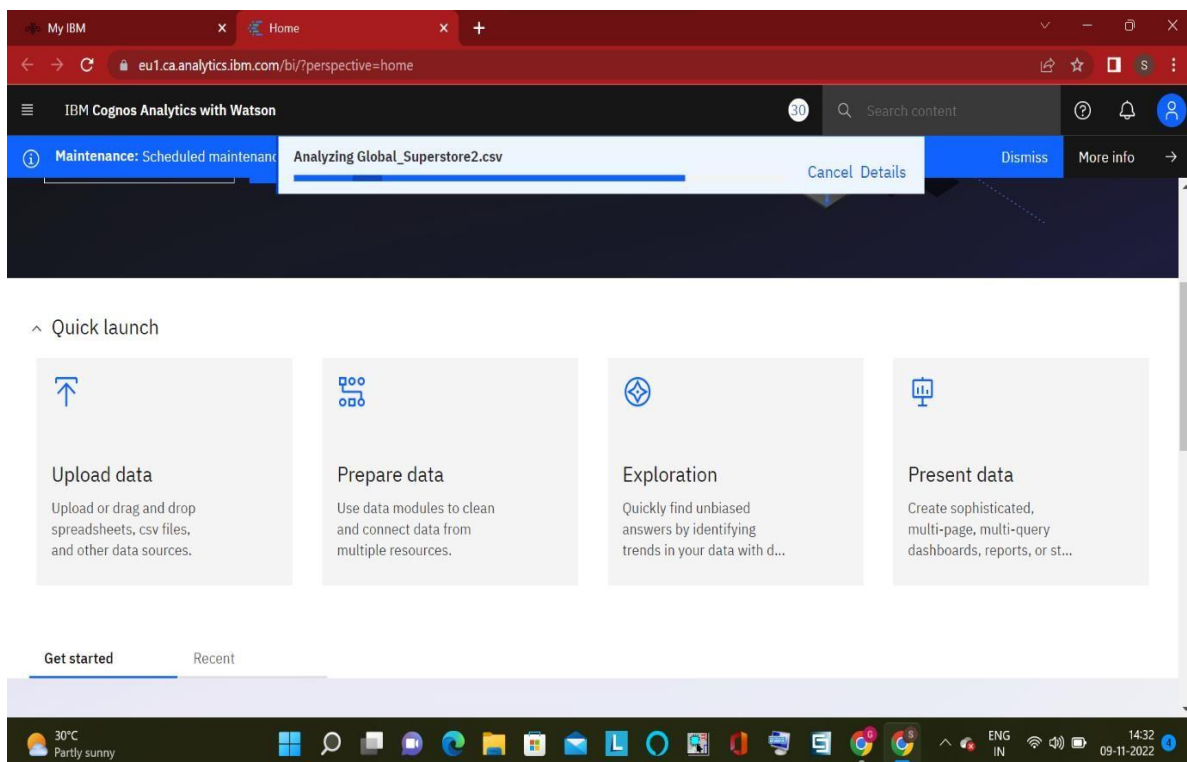 My IBM
Home
eu1.ca.analytics.ibm.com/bi/?perspective=home
S
IBM Cognos Analytics with Watson
30
Search content
Maintenance: Scheduled maintenanc
Analyzing Global_Superstore2.csv
Cancel Details
Dismiss
More info
Quick launch
Upload data
Upload or drag and drop
spreadsheets, csv files,
and other data sources.
Prepare data
Use data modules to clean
and connect data from
multiple resources.
Exploration
Quickly find unbiased
answers by identifying
trends in your data with d...
Present data
Create sophisticated,
multi-page, multi-query
dashboards, reports, or st...
Get started
Recent
30°C
Partly sunny
L
G
S
ENG
IN
14:32
09-11-2022
4